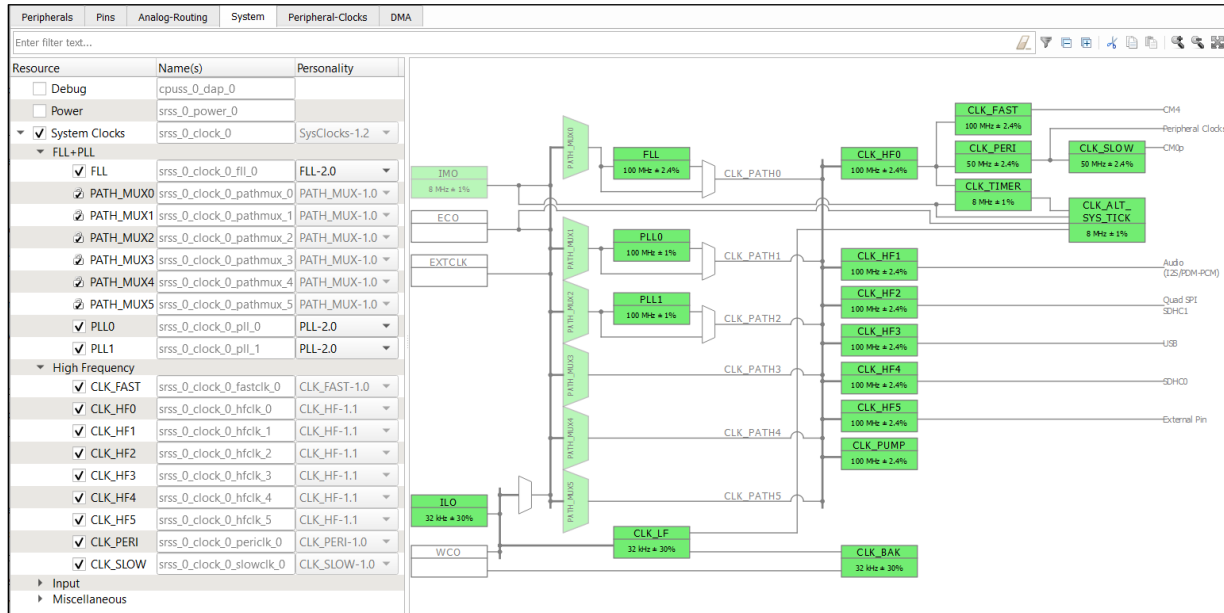 Peripherals Pins Analog-Routing System Peripheral-Clocks DMA
Enter filter text...
Resource Name(s) Personality
Debug cpuss_0_dap_0
Power srss_0_power_0
System Clocks srss_0_clock_0 SysClocks-1.2
FLL+PLL
FLL srss_0_clock_0_fll_0 FLL-2.0
PATH_MUX0 srss_0_clock_0_pathmux_0 PATH_MUX-1.0
PATH_MUX1 srss_0_clock_0_pathmux_1 PATH_MUX-1.0
PATH_MUX2 srss_0_clock_0_pathmux_2 PATH_MUX-1.0
PATH_MUX3 srss_0_clock_0_pathmux_3 PATH_MUX-1.0
PATH_MUX4 srss_0_clock_0_pathmux_4 PATH_MUX-1.0
PATH_MUX5 srss_0_clock_0_pathmux_5 PATH_MUX-1.0
PLL0 srss_0_clock_0_pll_0 PLL-2.0
PLL1 srss_0_clock_0_pll_1 PLL-2.0
High Frequency
CLK_FAST srss_0_clock_0_fastclk_0 CLK_FAST-1.0
CLK_HF0 srss_0_clock_0_hfclk_0 CLK_HF-1.1
CLK_HF1 srss_0_clock_0_hfclk_1 CLK_HF-1.1
CLK_HF2 srss_0_clock_0_hfclk_2 CLK_HF-1.1
CLK_HF3 srss_0_clock_0_hfclk_3 CLK_HF-1.1
CLK_HF4 srss_0_clock_0_hfclk_4 CLK_HF-1.1
CLK_HF5 srss_0_clock_0_hfclk_5 CLK_HF-1.1
CLK_PERI srss_0_clock_0_periclk_0 CLK_PERI-1.0
CLK_SLOW srss_0_clock_0_slowclk_0 CLK_SLOW-1.0
Input
Miscellaneous
IMO
8 MHz ± 1%
ECO
EXTCLK
ILO
32 kHz ± 30%
WCO
PATH_MUX0
PATH_MUX1
PATH_MUX2
PATH_MUX3
PATH_MUX4
PATH_MUX5
FLL
100 MHz ± 2.4%
PLL0
100 MHz ± 1%
PLL1
100 MHz ± 1%
CLK_LF
32 kHz ± 30%
CLK_PATH0
CLK_PATH1
CLK_PATH2
CLK_PATH3
CLK_PATH4
CLK_PATH5
CLK_HF0
100 MHz ± 2.4%
CLK_HF1
100 MHz ± 2.4%
CLK_HF2
100 MHz ± 2.4%
CLK_HF3
100 MHz ± 2.4%
CLK_HF4
100 MHz ± 2.4%
CLK_HF5
100 MHz ± 2.4%
CLK_PUMP
100 MHz ± 2.4%
CLK_BAK
32 kHz ± 30%
CLK_FAST
100 MHz ± 2.4%
CLK_PERI
50 MHz ± 2.4%
CLK_TIMER
8 MHz ± 1%
CLK_SLOW
50 MHz ± 2.4%
CLK_ALT_
SYS_TICK
8 MHz ± 1%
CM4
Peripheral Clocks
CM0p
Audio
(I2S/PDM-PCM)
Quad SPI
SDHC1
USB
SDHC0
External Pin